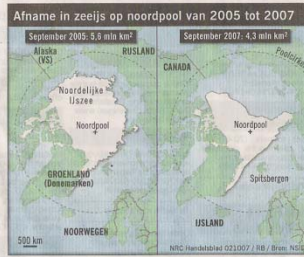 Afname in zeeijs op noordpool van 2005 tot 2007
September 2005: 5,6 mln km²
Alaska
(VS)
RUSLAND
Noordelijke
IJszee
Noordpool
GROENLAND
(Denemarken)
NOORWEGEN
500 km
September 2007: 4,3 mln km²
CANADA
Poolcirkel
Noordpool
Spitsbergen
IJSLAND
NRC Handelsblad 021007 / RB / Bron: NSIDC